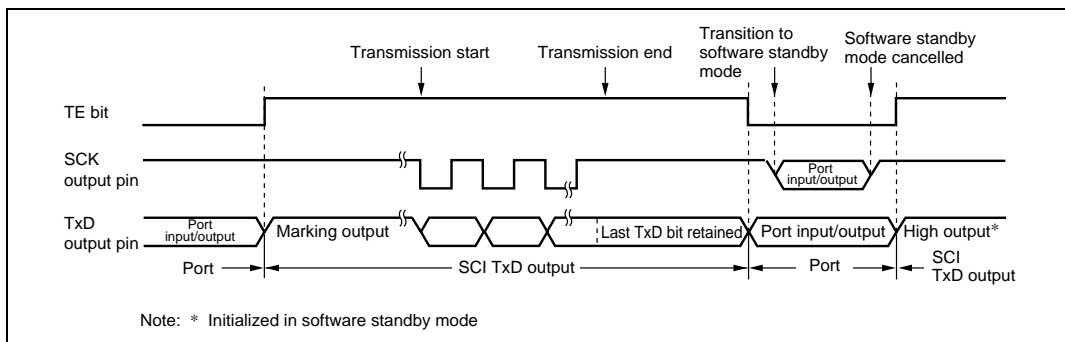 Transmission start
Transmission end
Transition to
software standby
mode
Software standby
mode cancelled
TE bit
SCK
output pin
Port
input/output
TxD
output pin
Port
input/output
Marking output
Last TxD bit retained
Port input/output
High output*
Port
SCI TxD output
Port
SCI
TxD output
Note: * Initialized in software standby mode